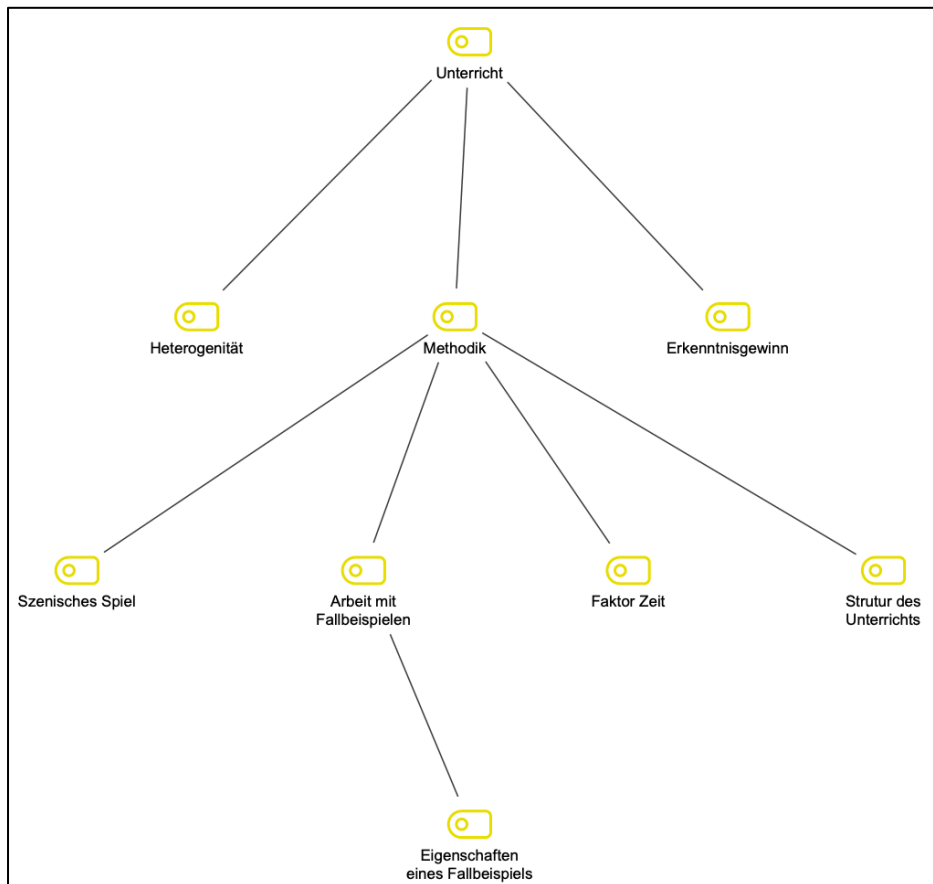 Unterricht
Heterogenität
Methodik
Erkenntnisgewinn
Szenisches Spiel
Arbeit mit
Fallbeispielen
Faktor Zeit
Strutur des
Unterrichts
Eigenschaften
eines Fallbeispiels